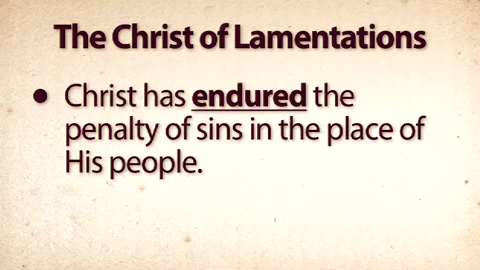 The Christ of Lamentations
● Christ has endured the
penalty of sins in the place of
His people.